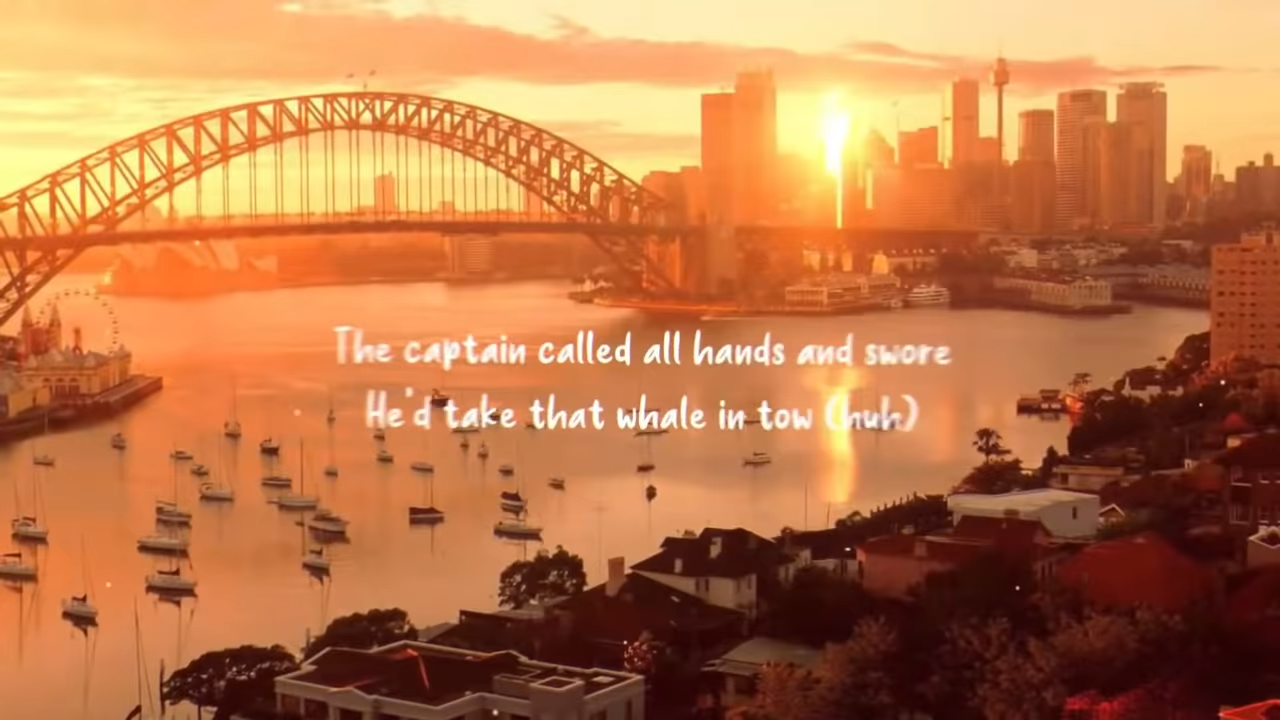 The captain called all hands and swore
He'd take that whale in tow (huh)